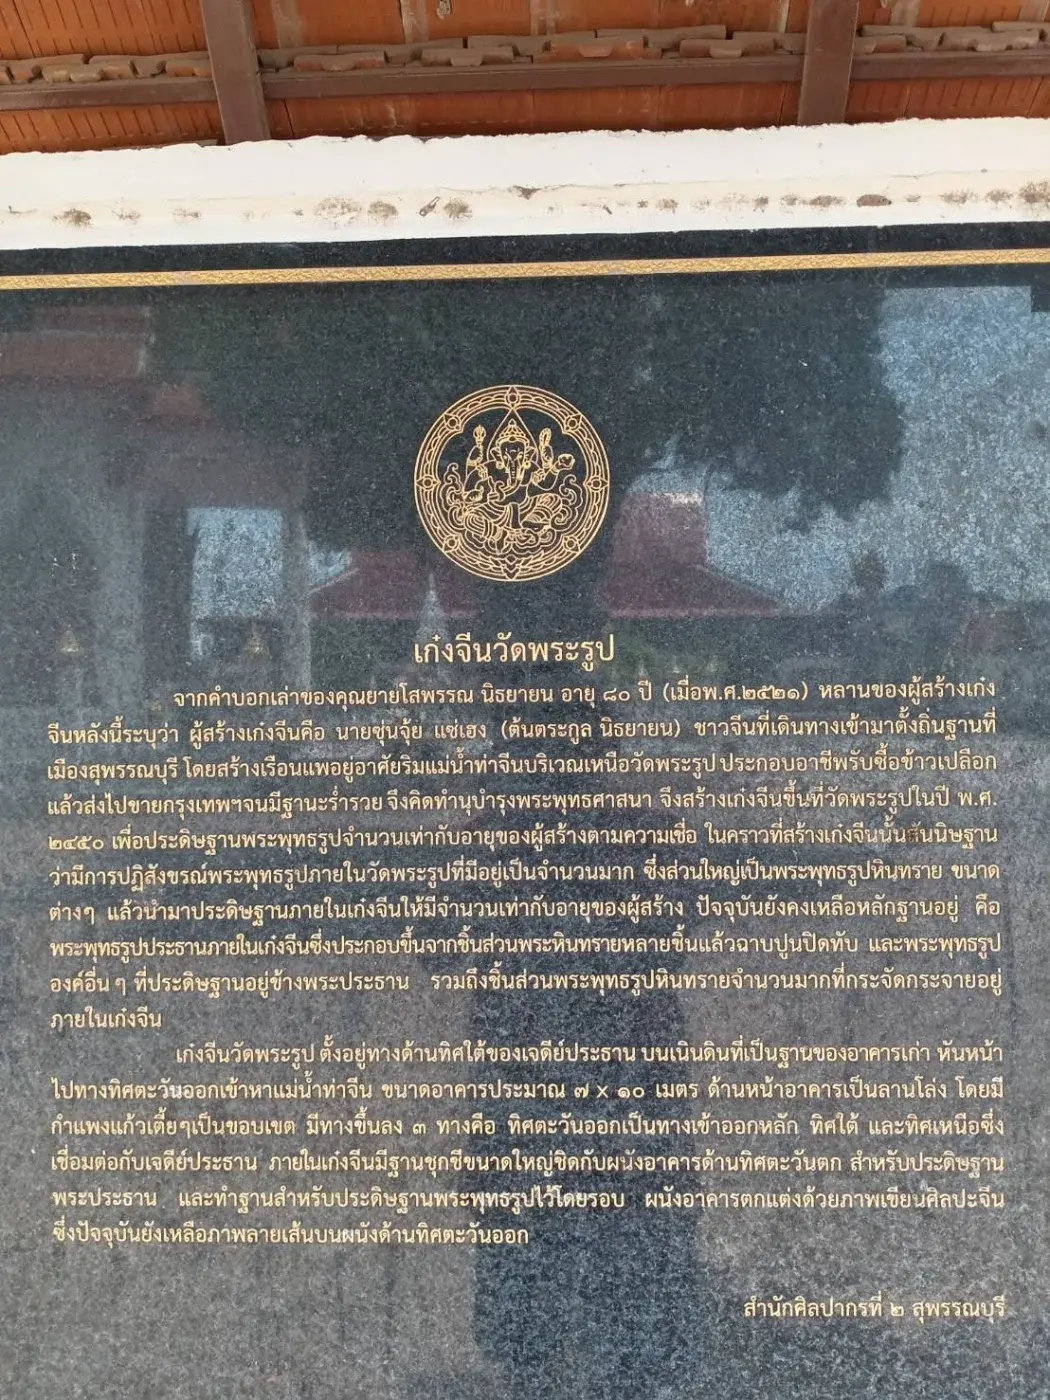 เก๋งจีนวัดพระรูป
จากคำบอกเล่าของคุณยายโสพรรณ นิธยายน อายุ ๘๐ ปี (เมื่อพ.ศ.๒๕๒๑) หลานของผู้สร้างเก๋ง
จีนหลังนี้ระบุว่า ผู้สร้างเก๋งจีนคือ นายซุ่นจุ้ย แซ่เฮง (ต้นตระกูล นิธยายน) ชาวจีนที่เดินทางเข้ามาตั้งถิ่นฐานที่
เมืองสุพรรณบุรี โดยสร้างเรือนแพอยู่อาศัยริมแม่น้ำท่าจีนบริเวณเหนือวัดพระรูป ประกอบอาชีพรับซื้อข้าวเปลือก
แล้วส่งไปขายกรุงเทพฯจนมีฐานะร่ำรวย จึงคิดทำนุบำรุงพระพุทธศาสนา จึงสร้างเก๋งจีนขึ้นที่วัดพระรูปในปี พ.ศ.
๒๔๕๐ เพื่อประดิษฐานพระพุทธรูปจำนวนเท่ากับอายุของผู้สร้างตามความเชื่อ ในคราวที่สร้างเก๋งจีนนั้นสันนิษฐาน
ว่ามีการปฏิสังขรณ์พระพุทธรูปภายในวัดพระรูปที่มีอยู่เป็นจำนวนมาก ซึ่งส่วนใหญ่เป็นพระพุทธรูปหินทราย ขนาด
ต่างๆ แล้วนำมาประดิษฐานภายในเก๋งจีนให้มีจำนวนเท่ากับอายุของผู้สร้าง ปัจจุบันยังคงเหลือหลักฐานอยู่ คือ
พระพุทธรูปประธานภายในเก๋งจีนซึ่งประกอบขึ้นจากชิ้นส่วนพระหินทรายหลายชิ้นแล้วฉาบปูนปิดทับ และพระพุทธรูป
องค์อื่น ๆ ที่ประดิษฐานอยู่ข้างพระประธาน รวมถึงชิ้นส่วนพระพุทธรูปหินทรายจำนวนมากที่กระจัดกระจายอยู่
ภายในเก๋งจีน
เก๋งจีนวัดพระรูป ตั้งอยู่ทางด้านทิศใต้ของเจดีย์ประธาน บนเนินดินที่เป็นฐานของอาคารเก่า หันหน้า
ไปทางทิศตะวันออกเข้าหาแม่น้ำท่าจีน ขนาดอาคารประมาณ ๗ x ๑๐ เมตร ด้านหน้าอาคารเป็นลานโล่ง โดยมี
กำแพงแก้วเตี้ยๆเป็นขอบเขต มีทางขึ้นลง ๓ ทางคือ ทิศตะวันออกเป็นทางเข้าออกหลัก ทิศใต้ และทิศเหนือซึ่ง
เชื่อมต่อกับเจดีย์ประธาน ภายในเก๋งจีนมีฐานชุกชีขนาดใหญ่ชิดกับผนังอาคารด้านทิศตะวันตก สำหรับประดิษฐาน
พระประธาน และทำฐานสำหรับประดิษฐานพระพุทธรูปไว้โดยรอบ ผนังอาคารตกแต่งด้วยภาพเขียนศิลปะจีน
ซึ่งปัจจุบันยังเหลือภาพลายเส้นบนผนังด้านทิศตะวันออก
สำนักศิลปากรที่ ๒ สุพรรณบุรี